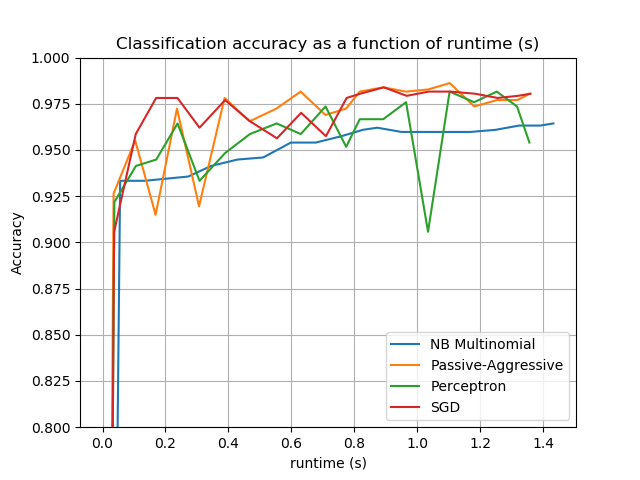 Classification accuracy as a function of runtime (s)
1.000
0.975
0.950
0.925
0.900
0.875
0.850
0.825
0.800
Accuracy
0.0 0.2 0.4 0.6 0.8 1.0 1.2 1.4
runtime (s)
NB Multinomial
Passive-Aggressive
Perceptron
SGD